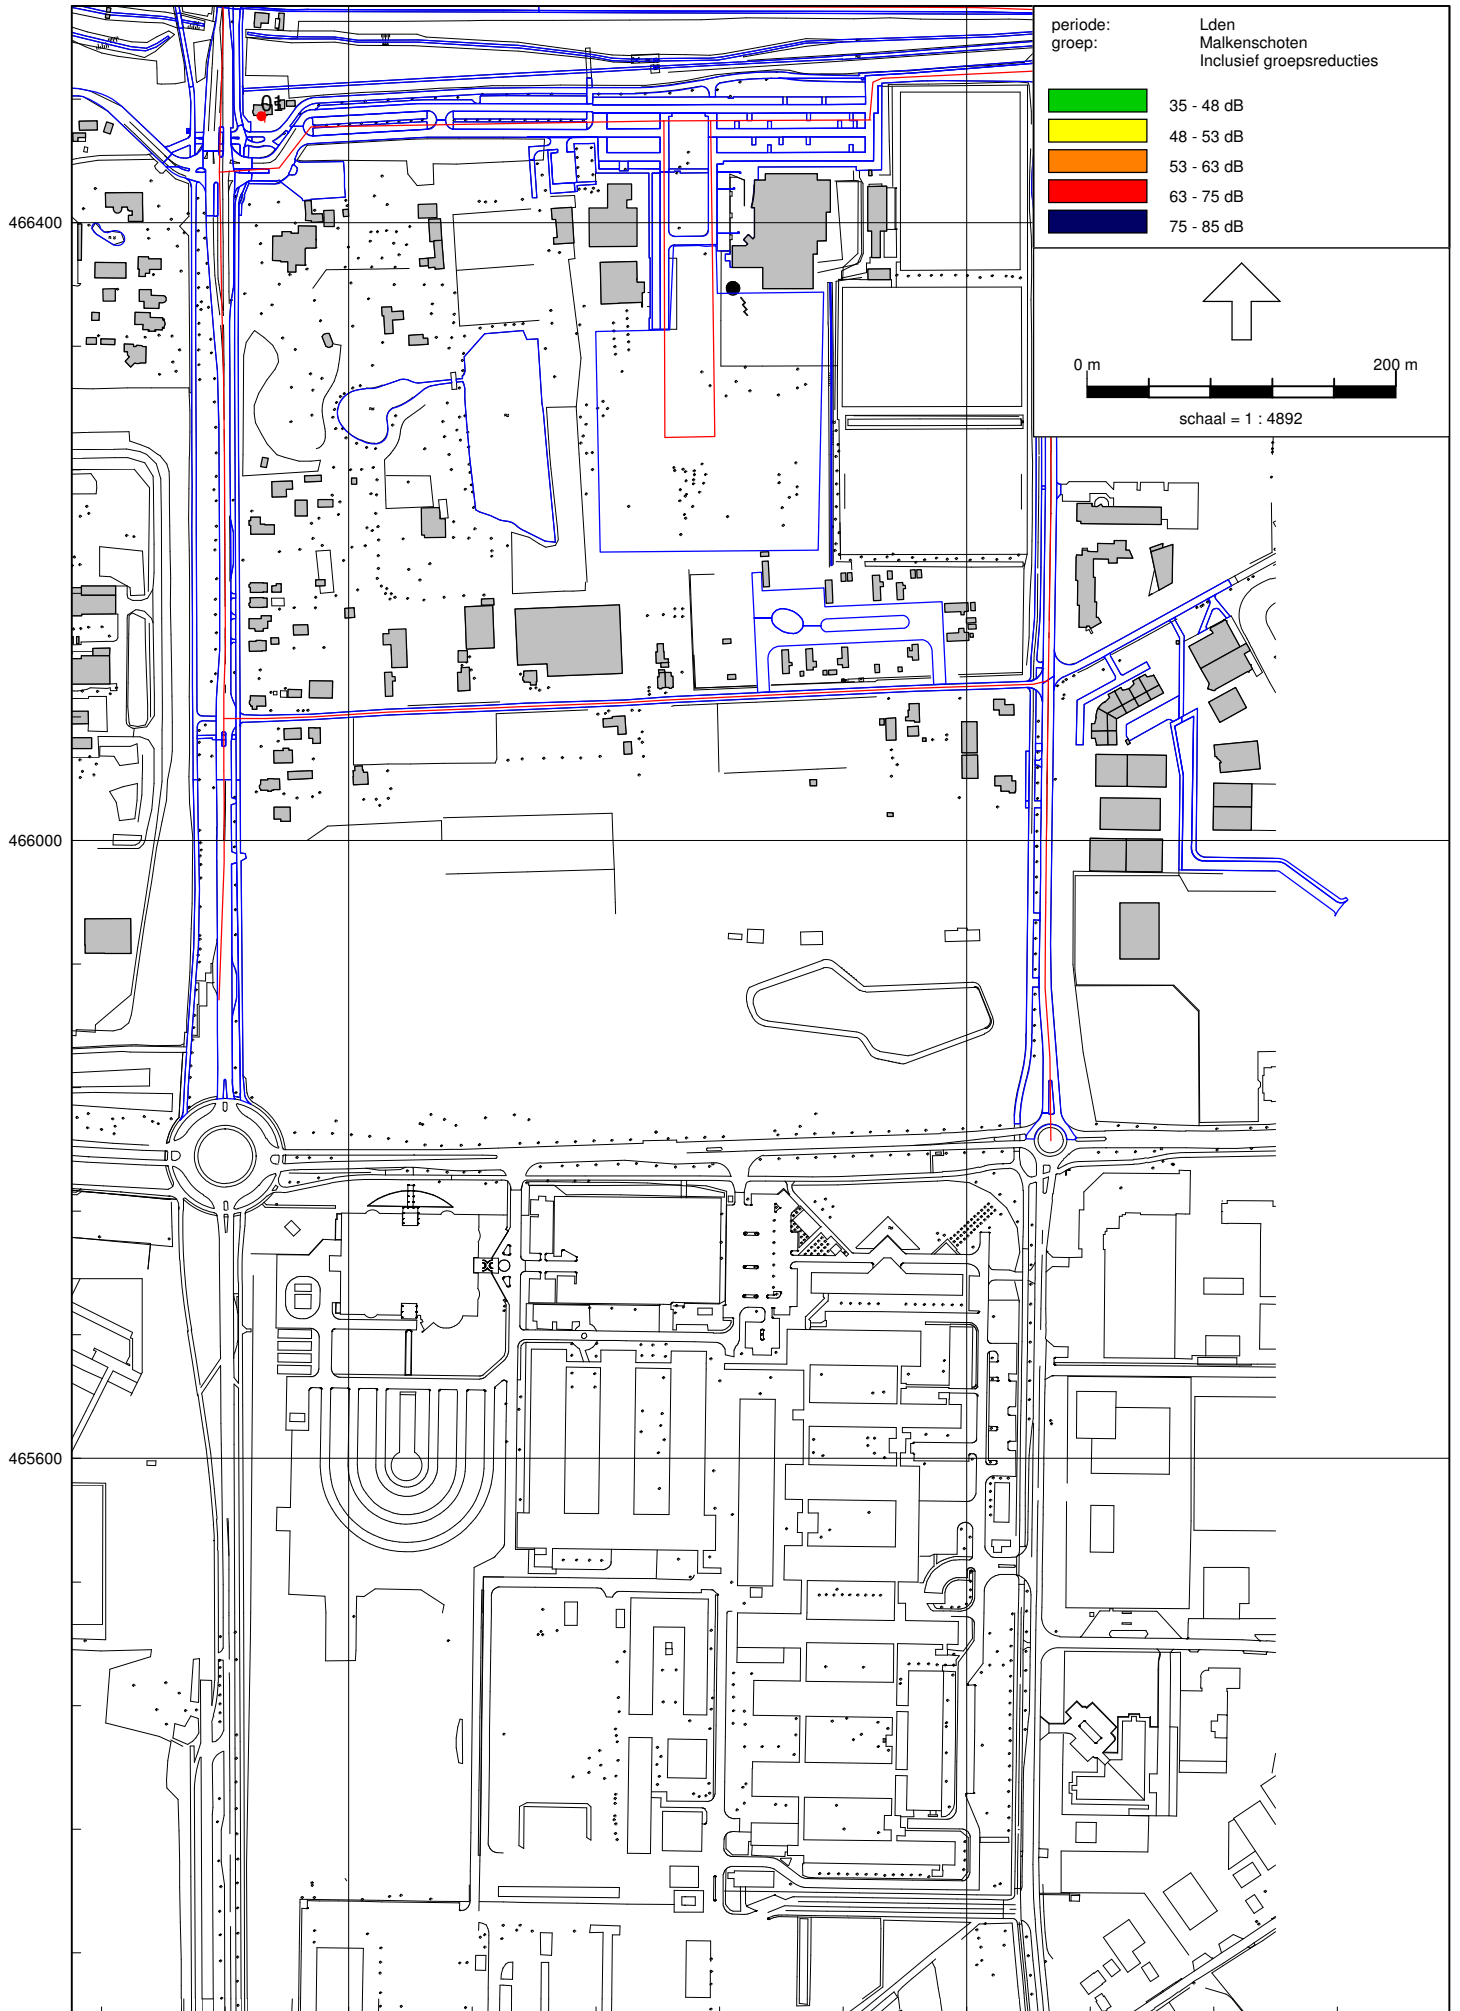 periode: Lden
groep: Malkenschoten
Inclusief groepsreducties
35 - 48 dB
48 - 53 dB
53 - 63 dB
63 - 75 dB
75 - 85 dB
0 m 200 m
schaal = 1 : 4892
466400
466000
465600